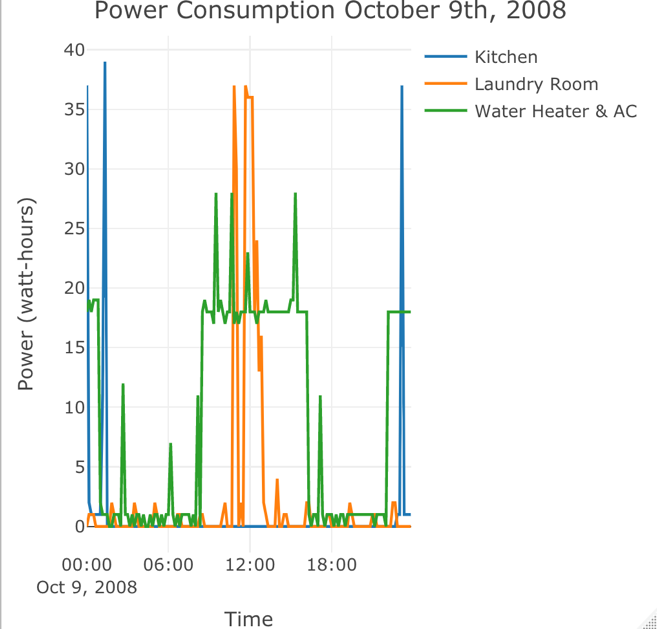 Power Consumption October 9th, 2008
40
35
30
25
20
15
10
5
0
Power (watt-hours)
00:00 06:00 12:00 18:00
Oct 9, 2008
Time
Kitchen
Laundry Room
Water Heater & AC